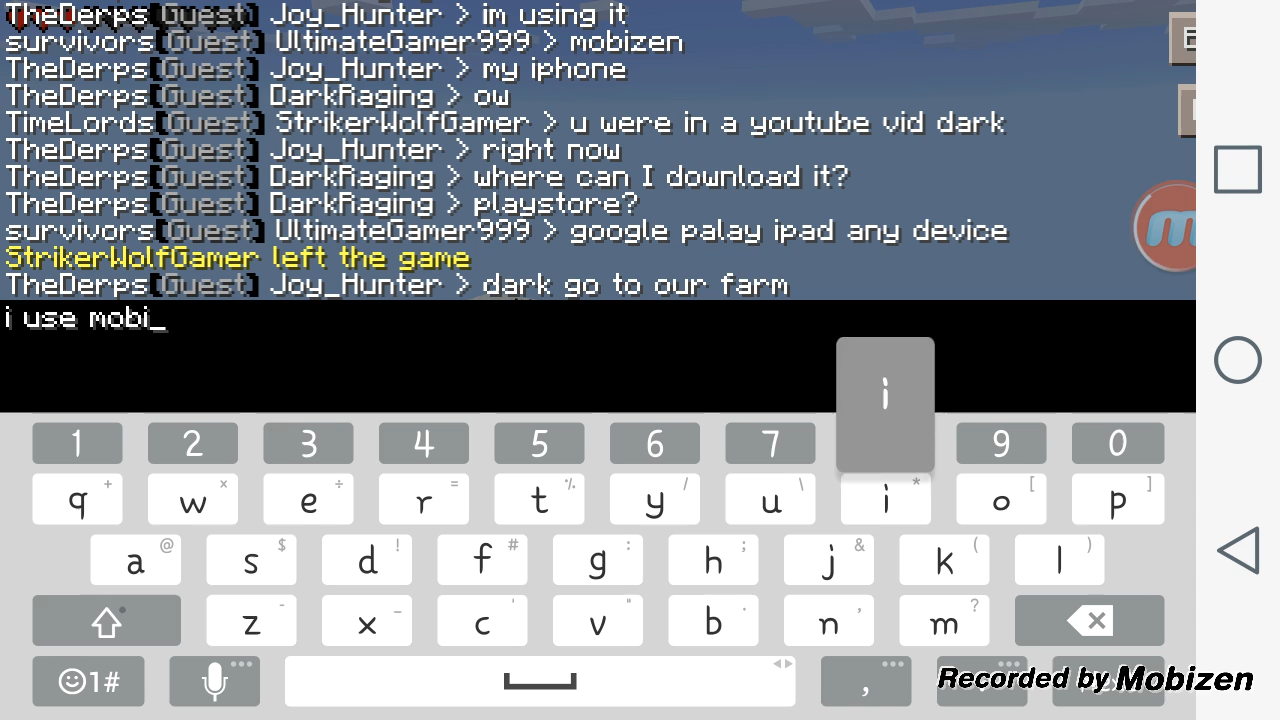 TheDerps[Guest] Joy_Hunter > im using it
survivors[Guest] UltimateGamer999 > mobizen
TheDerps[Guest] Joy_Hunter > my iphone
TheDerps[Guest] DarkRaging > ow
TimeLords[Guest] StrikerWolfGamer > u were in a youtube vid dark
TheDerps[Guest] Joy_Hunter > right now
TheDerps[Guest] DarkRaging > where can I download it?
TheDerps[Guest] DarkRaging > playstore?
survivors[Guest] UltimateGamer999 > google palay ipad any device
StrikerWolfGamer left the game
TheDerps[Guest] Joy_Hunter > dark go to our farm
i use mobi_
m
i
1 2 3 4 5 6 7 9 0
q + w × e ÷ r = t % y / u \ i * o [ p ]
a @ s $ d ! f # g : h ; j & k ( l )
z - x _ c ' v " b . n , m ?
1# ,
Recorded by Mobizen